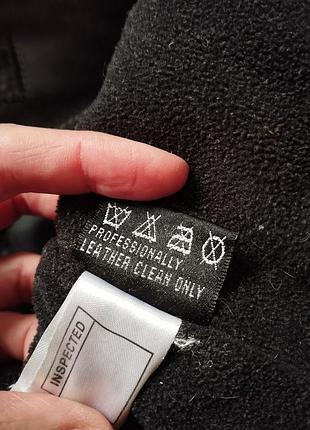 PROFESSIONALLY
LEATHER CLEAN ONLY
INSPECTED